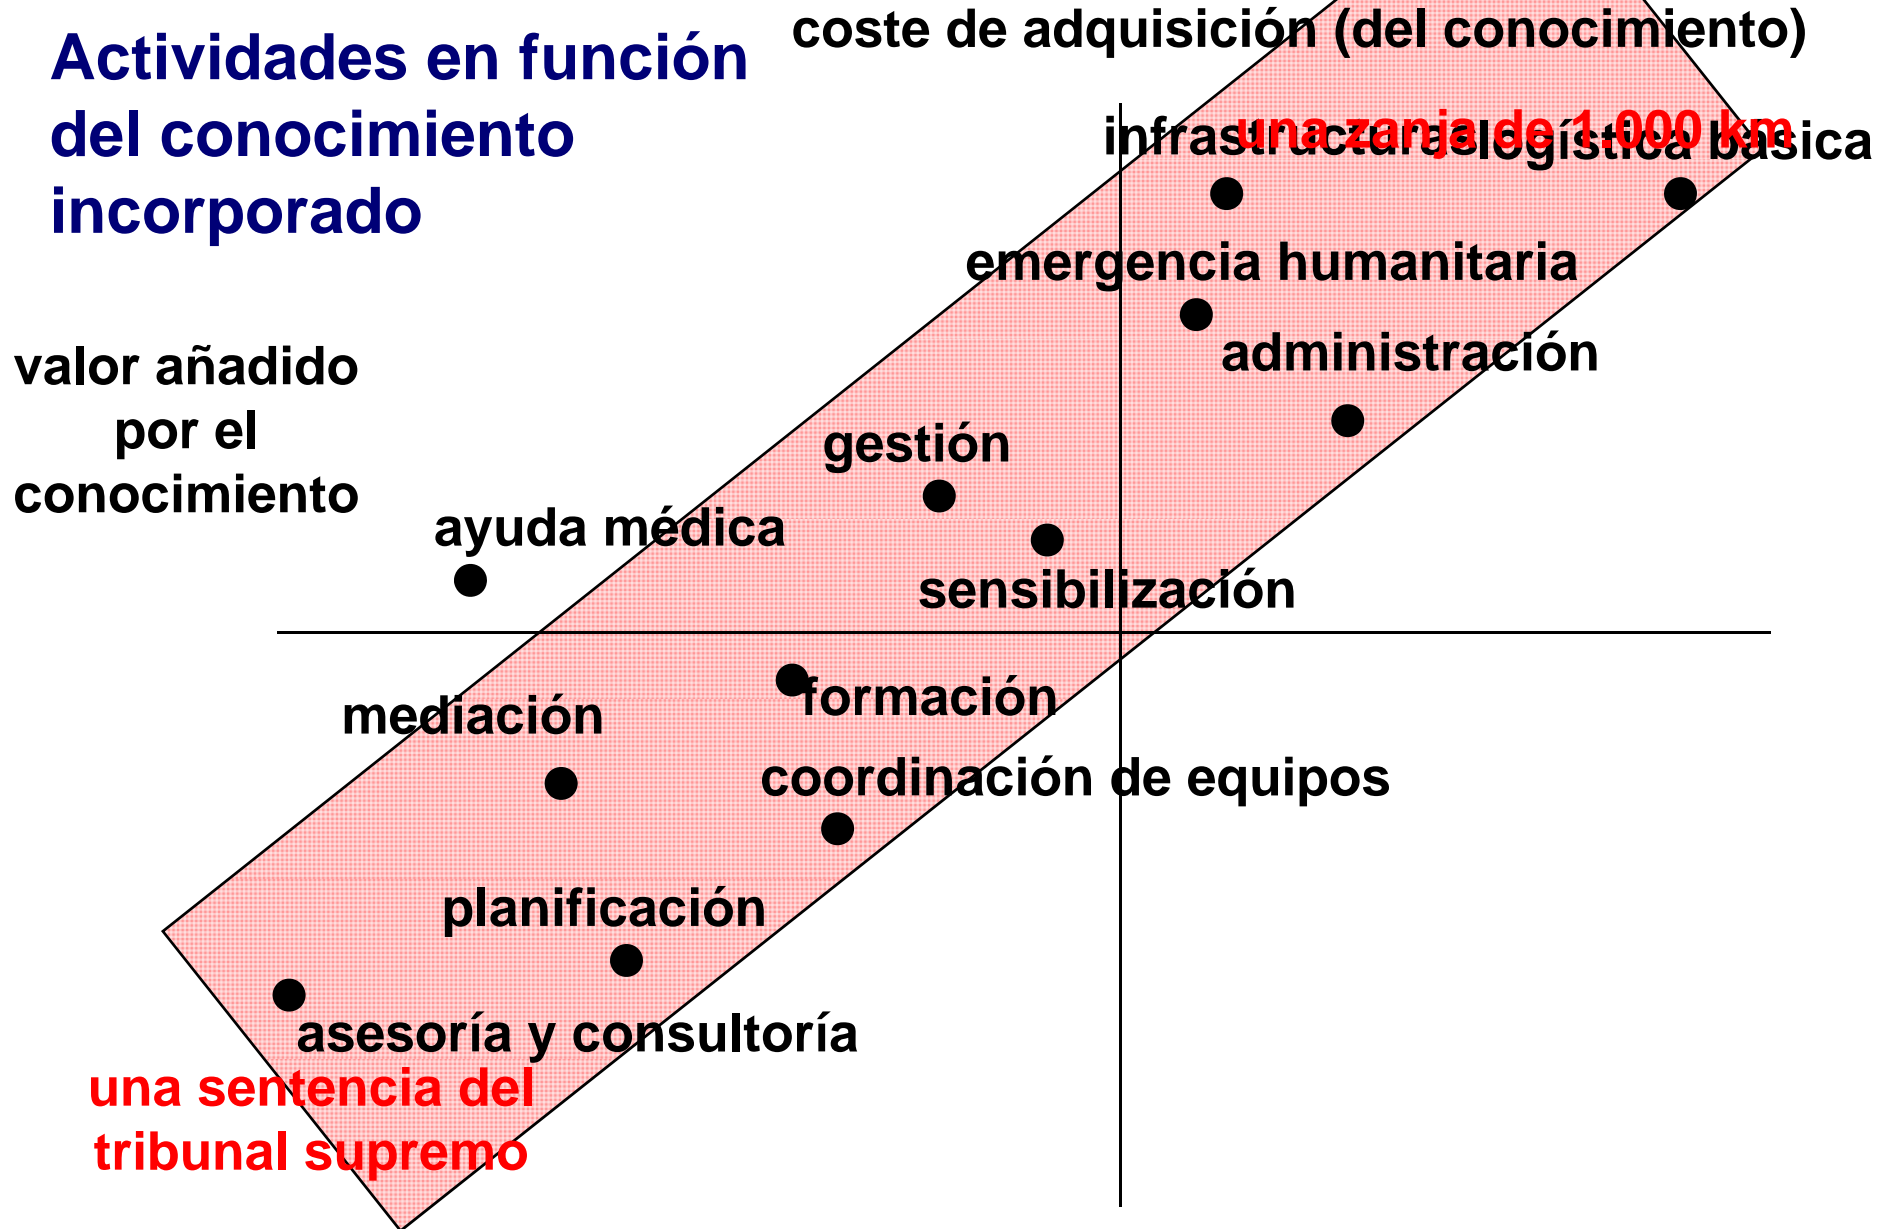 Actividades en función
del conocimiento
incorporado
coste de adquisición (del conocimiento)
infrastructuras
una zanja de 1.000 km
logística básica
emergencia humanitaria
administración
valor añadido
por el
conocimiento
gestión
ayuda médica
sensibilización
formación
mediación
coordinación de equipos
planificación
asesoría y consultoría
una sentencia del
tribunal supremo